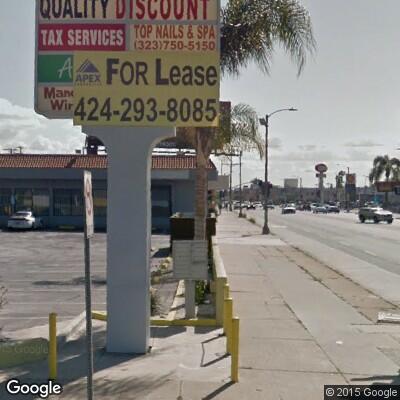 QUALITY DISCOUNT
TAX SERVICES
TOP NAILS & SPA
(323)750-5150
APEX
FOR Lease
424-293-8085
Google
Google
© 2015 Google